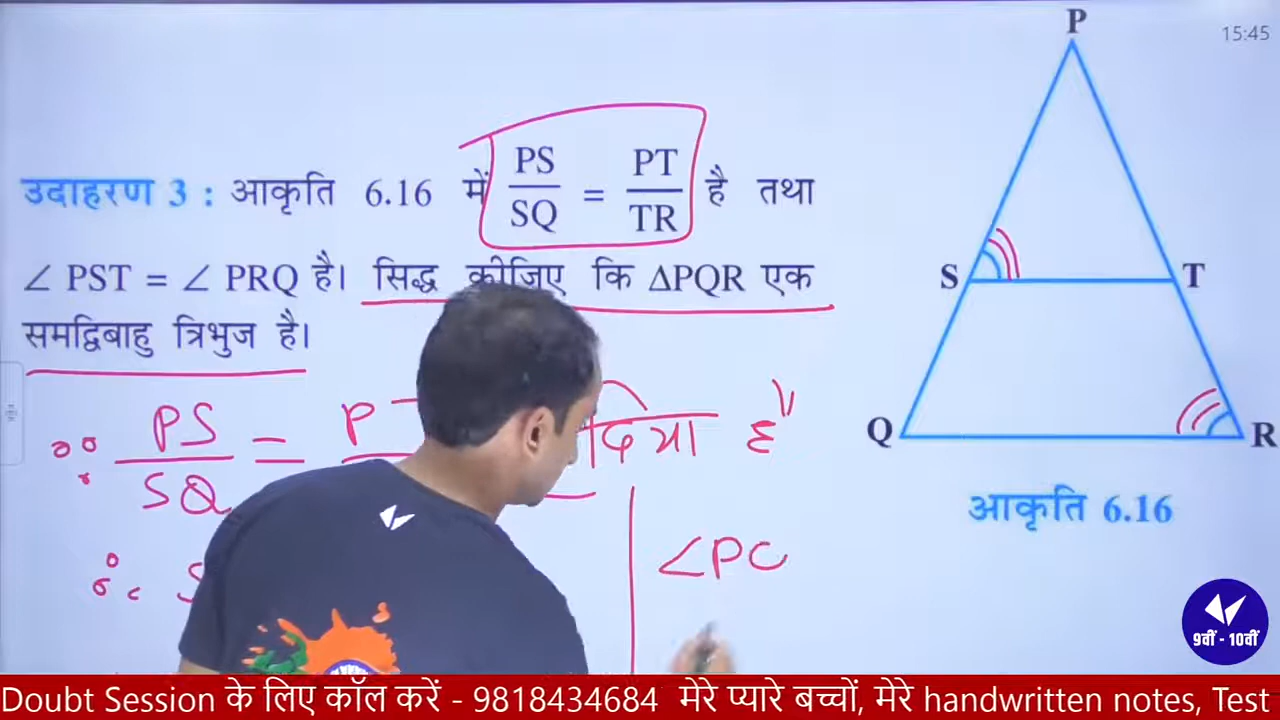 P
15:45
उदाहरण 3 : आकृति 6.16 में PS/SQ = PT/TR है तथा
∠ PST = ∠ PRQ है। सिद्ध कीजिए कि ΔPQR एक
समद्विबाहु त्रिभुज है।
S T
Q R
आकृति 6.16
∵ PS/SQ = P दिया है
∴ S
∠PQ
9वीं - 10वीं
Doubt Session के लिए कॉल करें - 9818434684 मेरे प्यारे बच्चों, मेरे handwritten notes, Test